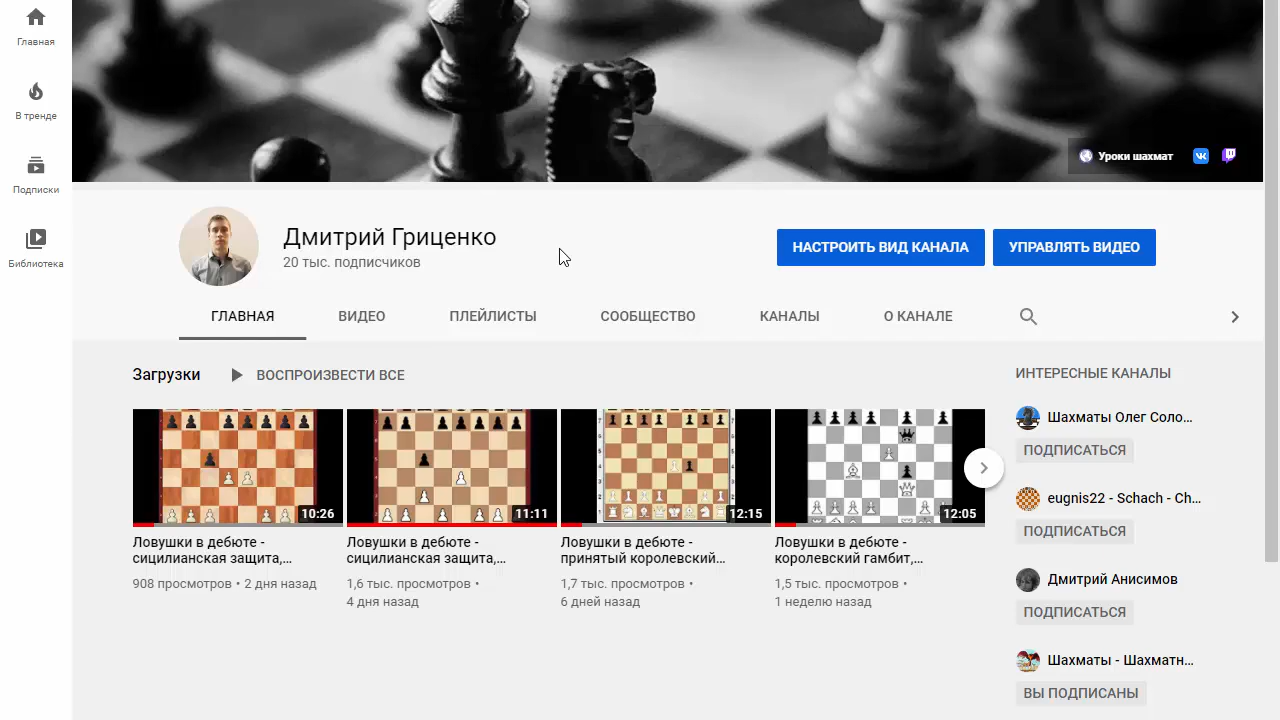 Главная
В тренде
Подписки
Библиотека
Уроки шахмат
Дмитрий Гриценко
20 тыс. подписчиков
НАСТРОИТЬ ВИД КАНАЛА
УПРАВЛЯТЬ ВИДЕО
ГЛАВНАЯ
ВИДЕО
ПЛЕЙЛИСТЫ
СООБЩЕСТВО
КАНАЛЫ
О КАНАЛЕ
Загрузки
ВОСПРОИЗВЕСТИ ВСЕ
10:26
Ловушки в дебюте -
сицилианская защита,...
908 просмотров • 2 дня назад
11:11
Ловушки в дебюте -
сицилианская защита,...
1,6 тыс. просмотров •
4 дня назад
12:15
Ловушки в дебюте -
принятый королевский...
1,7 тыс. просмотров •
6 дней назад
12:05
Ловушки в дебюте -
королевский гамбит,...
1,5 тыс. просмотров •
1 неделю назад
ИНТЕРЕСНЫЕ КАНАЛЫ
Шахматы Олег Соло...
ПОДПИСАТЬСЯ
eugnis22 - Schach - Ch...
ПОДПИСАТЬСЯ
Дмитрий Анисимов
ПОДПИСАТЬСЯ
Шахматы - Шахматн...
ВЫ ПОДПИСАНЫ